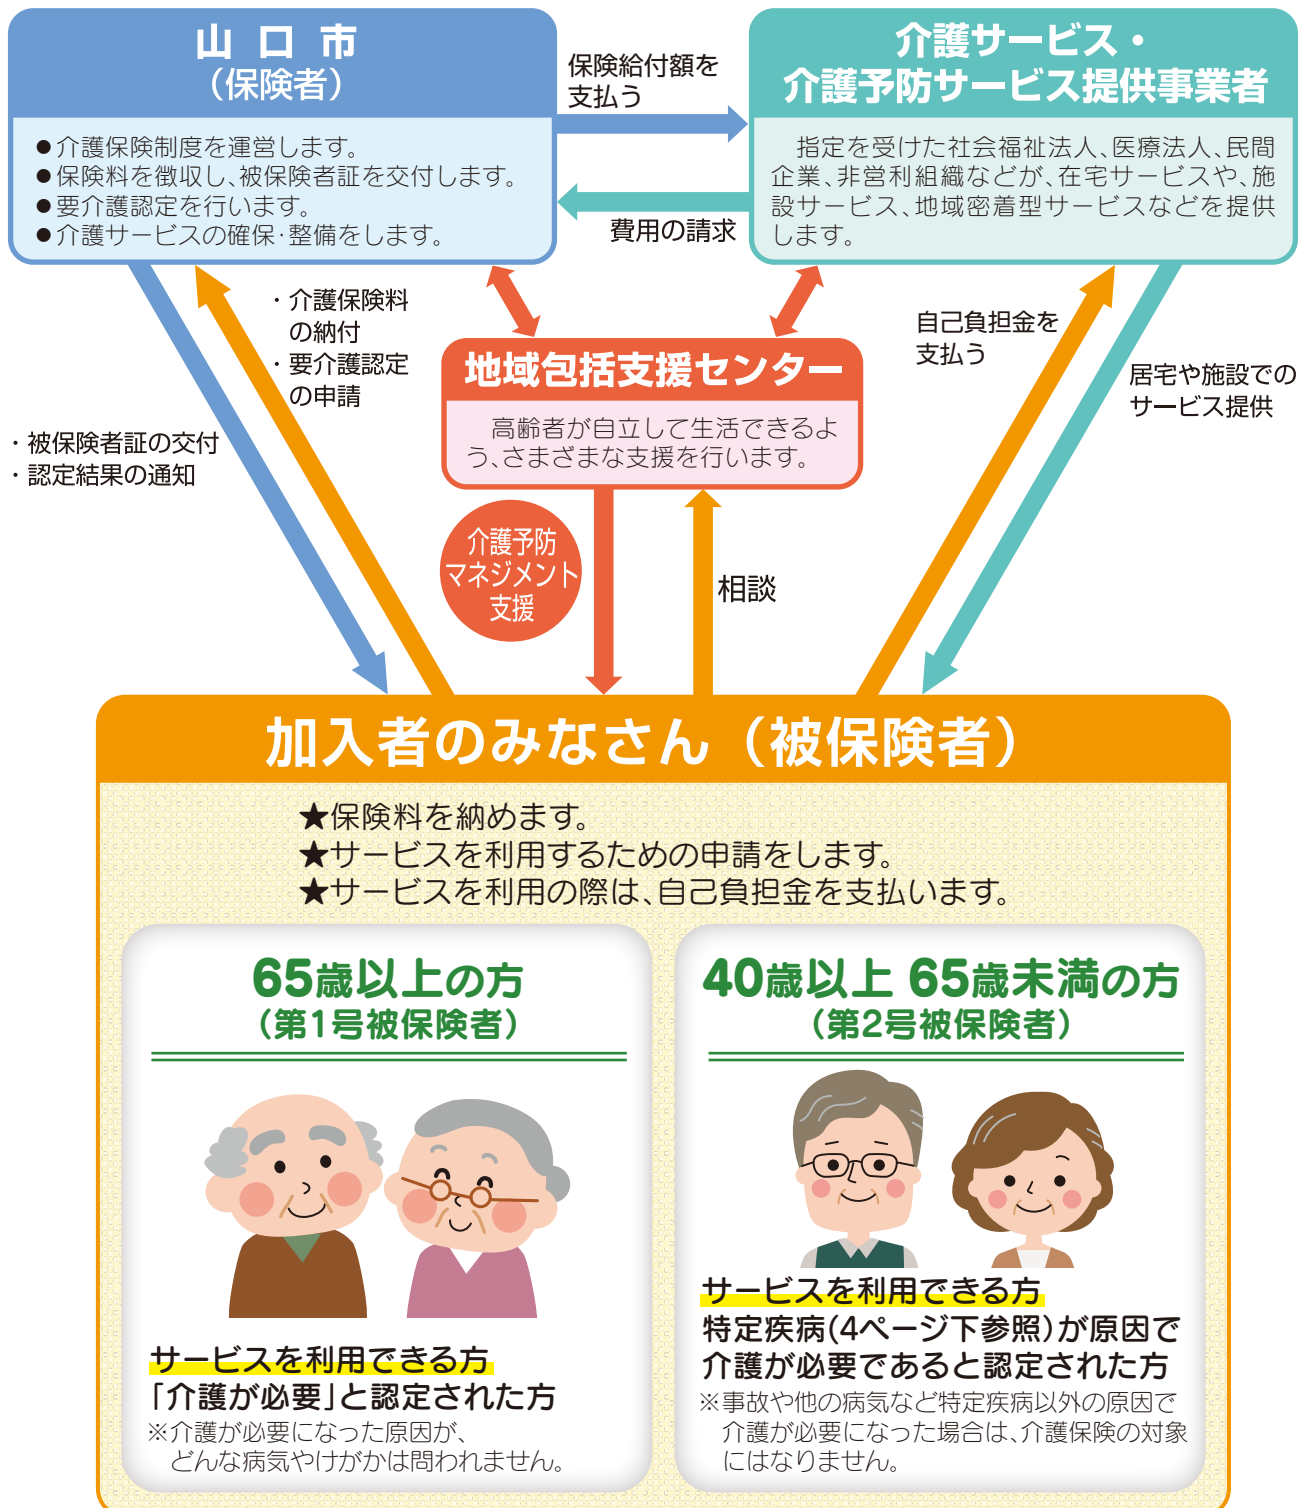 山口市
（保険者）
●介護保険制度を運営します。
●保険料を徴収し、被保険者証を交付します。
●要介護認定を行います。
●介護サービスの確保・整備をします。
保険給付額を
支払う
費用の請求
介護サービス・
介護予防サービス提供事業者
指定を受けた社会福祉法人、医療法人、民間
企業、非営利組織などが、在宅サービスや、施
設サービス、地域密着型サービスなどを提供
します。
・介護保険料
の納付
・要介護認定
の申請
・被保険者証の交付
・認定結果の通知
地域包括支援センター
高齢者が自立して生活できるよ
う、さまざまな支援を行います。
自己負担金を
支払う
居宅や施設での
サービス提供
介護予防
マネジメント
支援
相談
加入者のみなさん（被保険者）
★保険料を納めます。
★サービスを利用するための申請をします。
★サービスを利用の際は、自己負担金を支払います。
65歳以上の方
（第1号被保険者）
サービスを利用できる方
「介護が必要」と認定された方
※介護が必要になった原因が、
どんな病気やけがかは問われません。
40歳以上 65歳未満の方
（第2号被保険者）
サービスを利用できる方
特定疾病（4ページ下参照）が原因で
介護が必要であると認定された方
※事故や他の病気など特定疾病以外の原因で
介護が必要になった場合は、介護保険の対象
にはなりません。